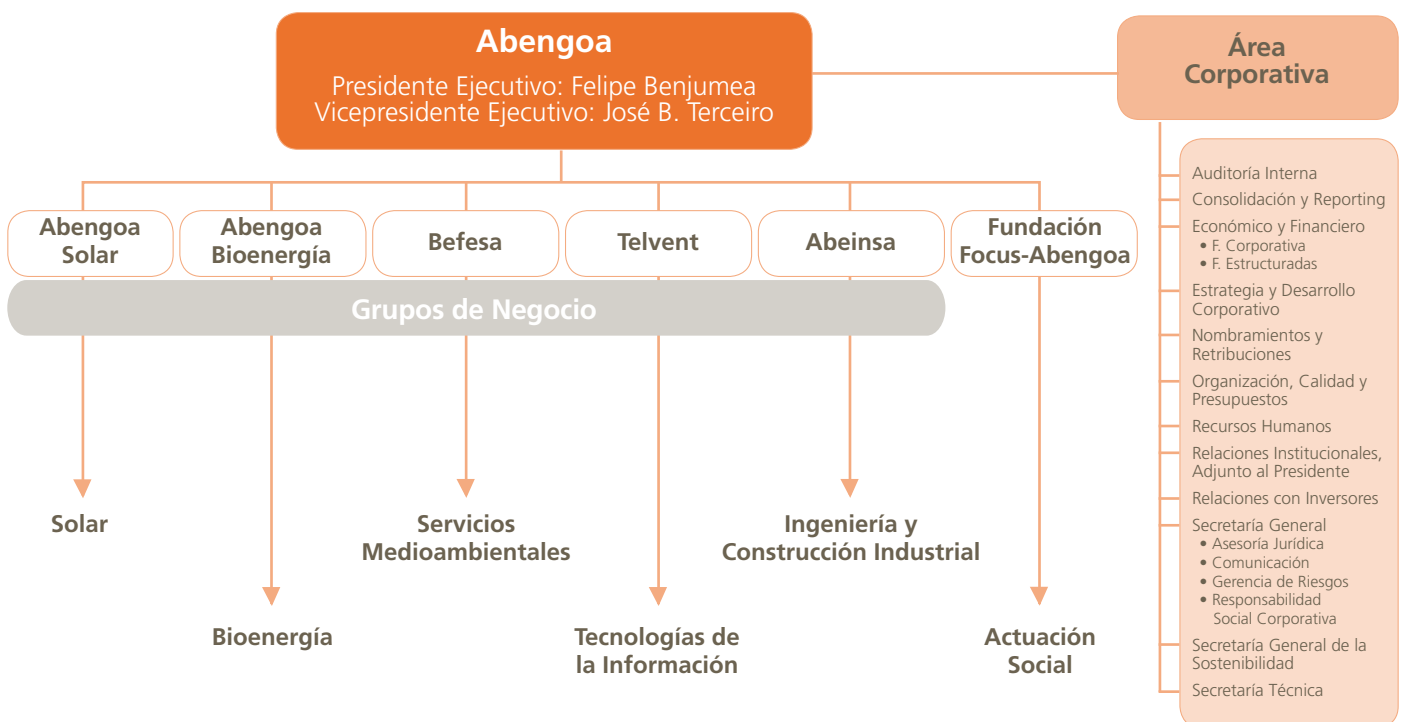 Abengoa
Presidente Ejecutivo: Felipe Benjumea
Vicepresidente Ejecutivo: José B. Terceiro
Área
Corporativa
Abengoa
Solar
Abengoa
Bioenergía
Befesa
Telvent
Abeinsa
Fundación
Focus-Abengoa
Grupos de Negocio
Solar
Bioenergía
Servicios
Medioambientales
Tecnologías de
la Información
Ingeniería y
Construcción Industrial
Actuación
Social
Auditoría Interna
Consolidación y Reporting
Económico y Financiero
• F. Corporativa
• F. Estructuradas
Estrategia y Desarrollo
Corporativo
Nombramientos y
Retribuciones
Organización, Calidad y
Presupuestos
Recursos Humanos
Relaciones Institucionales,
Adjunto al Presidente
Relaciones con Inversores
Secretaría General
• Asesoría Jurídica
• Comunicación
• Gerencia de Riesgos
• Responsabilidad
Social Corporativa
Secretaría General de la
Sostenibilidad
Secretaría Técnica